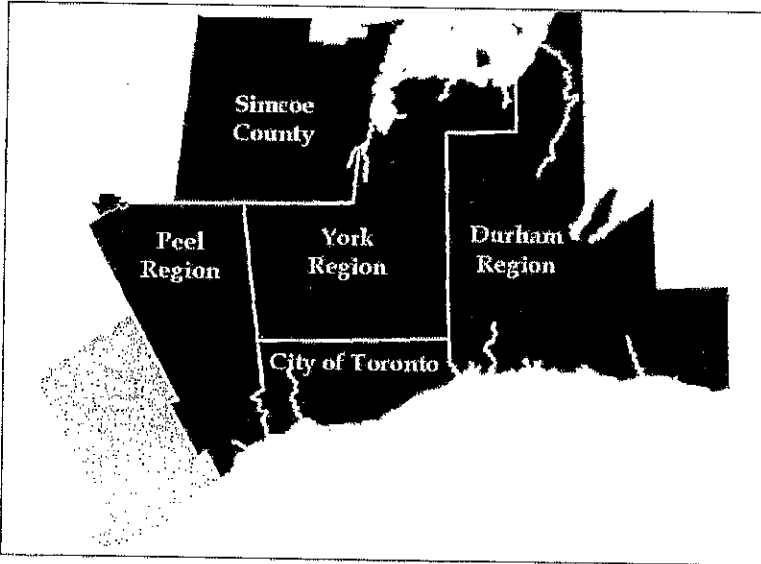 Simcoe
County
Peel
Region
York
Region
Durham
Region
City of Toronto